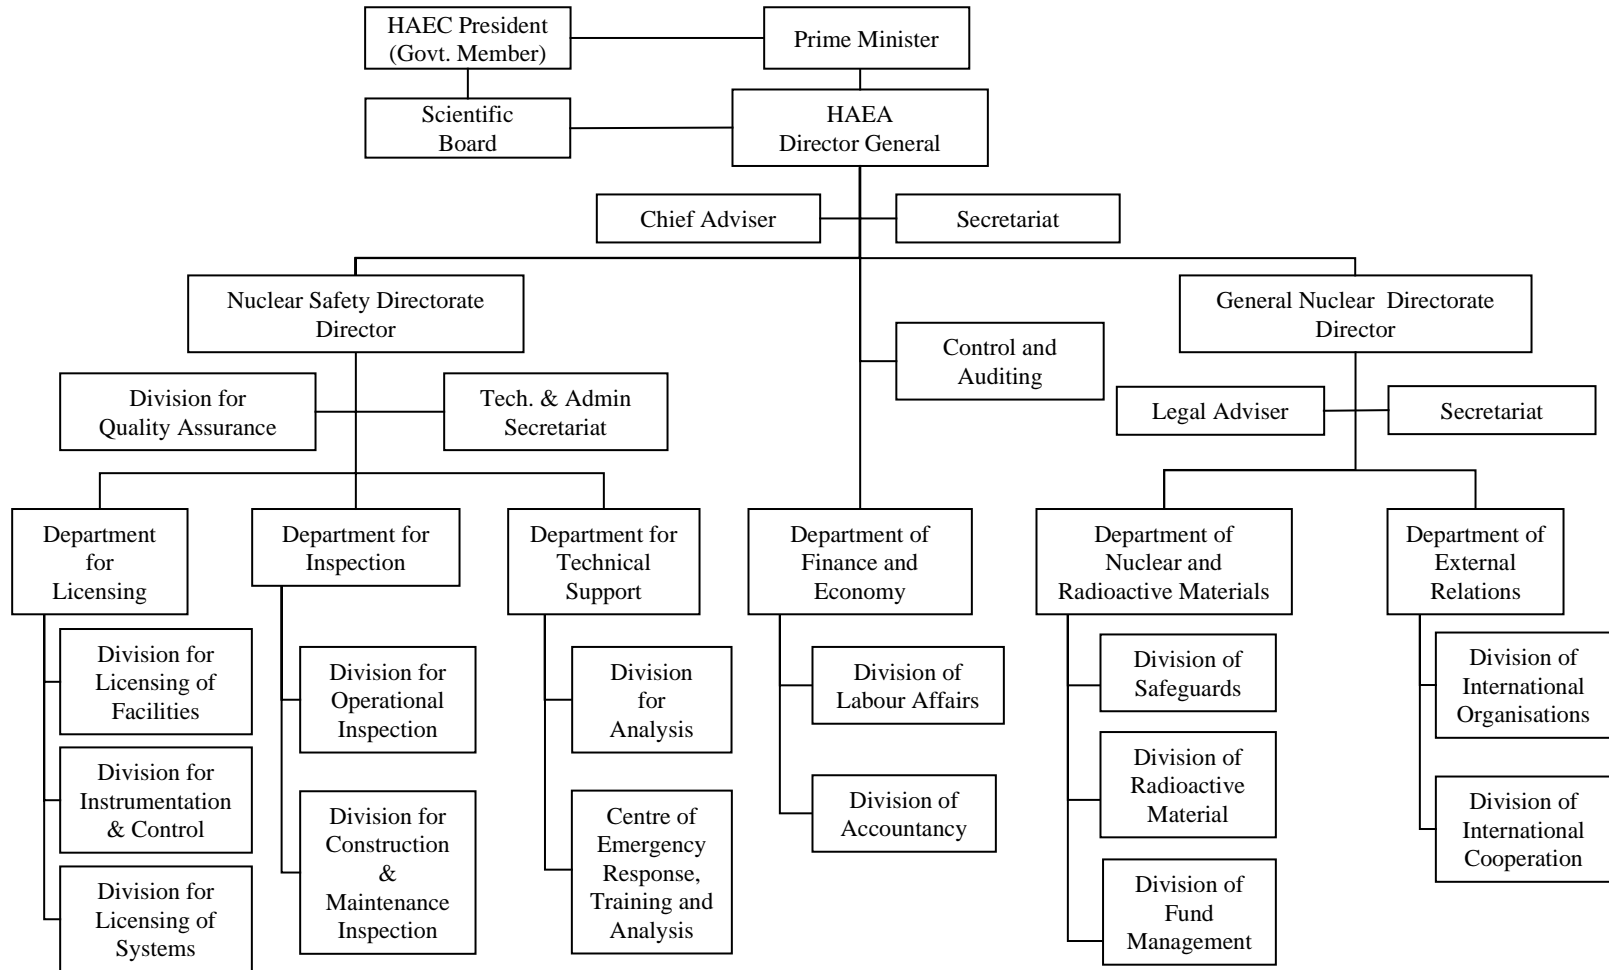 HAEC President
(Govt. Member)
Prime Minister
Scientific
Board
HAEA
Director General
Chief Adviser
Secretariat
Nuclear Safety Directorate
Director
General Nuclear Directorate
Director
Control and
Auditing
Division for
Quality Assurance
Tech. & Admin
Secretariat
Legal Adviser
Secretariat
Department
for
Licensing
Department for
Inspection
Department for
Technical
Support
Department of
Finance and
Economy
Department of
Nuclear and
Radioactive Materials
Department of
External
Relations
Division for
Licensing of
Facilities
Division for
Operational
Inspection
Division
for
Analysis
Division of
Labour Affairs
Division of
Safeguards
Division of
International
Organisations
Division for
Instrumentation
& Control
Division for
Construction
&
Maintenance
Inspection
Centre of
Emergency
Response,
Training and
Analysis
Division of
Accountancy
Division of
Radioactive
Material
Division of
International
Cooperation
Division for
Licensing of
Systems
Division of
Fund
Management